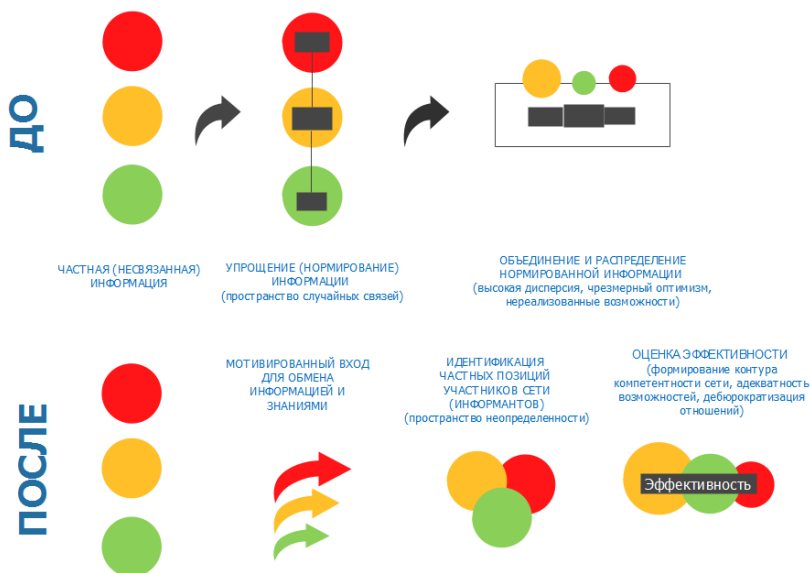 ДО
ЧАСТНАЯ (НЕСВЯЗАННАЯ)
ИНФОРМАЦИЯ
УПРОЩЕНИЕ (НОРМИРОВАНИЕ)
ИНФОРМАЦИИ
(пространство случайных связей)
ОБЪЕДИНЕНИЕ И РАСПРЕДЕЛЕНИЕ
НОРМИРОВАННОЙ ИНФОРМАЦИИ
(высокая дисперсия, чрезмерный оптимизм,
нереализованные возможности)
ПОСЛЕ
МОТИВИРОВАННЫЙ ВХОД
ДЛЯ ОБМЕНА
ИНФОРМАЦИЕЙ И
ЗНАНИЯМИ
ИДЕНТИФИКАЦИЯ
ЧАСТНЫХ ПОЗИЦИЙ
УЧАСТНИКОВ СЕТИ
(ИНФОРМАНТОВ)
(пространство неопределенности)
ОЦЕНКА ЭФФЕКТИВНОСТИ
(формирование контура
компетентности сети, адекватность
возможностей, дебюрократизация
отношений)
Эффективность